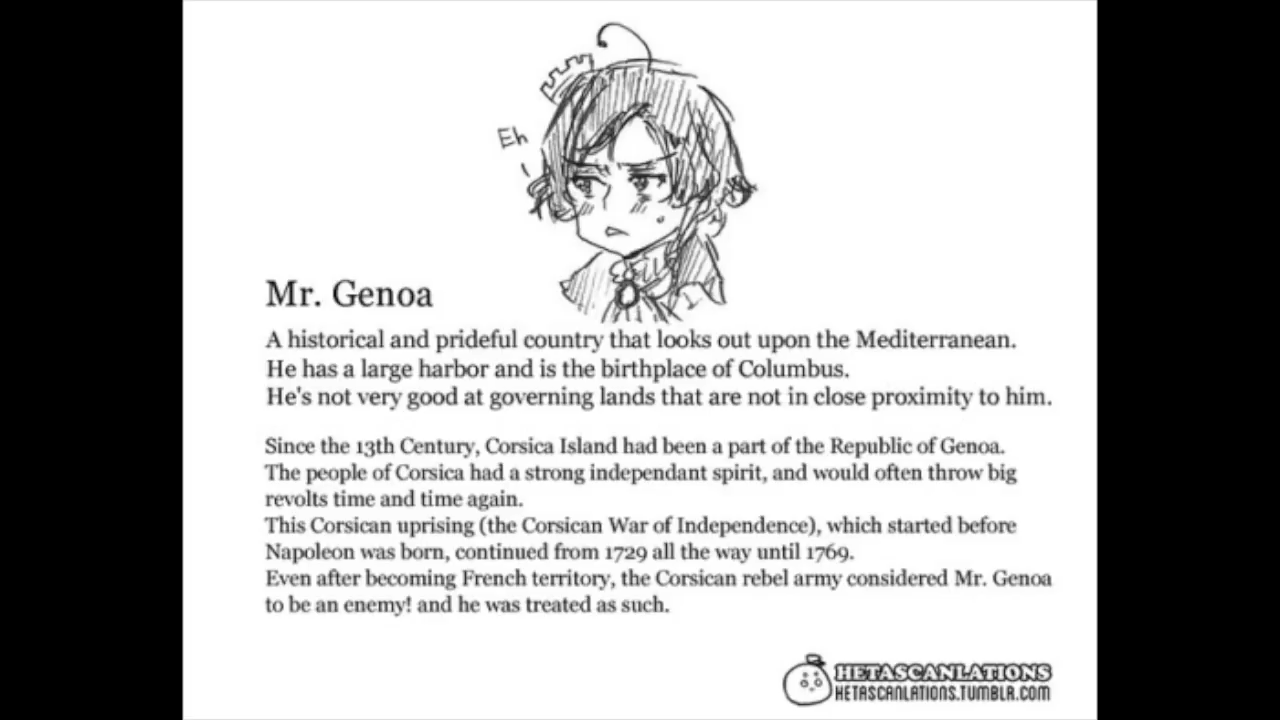 Eh
Mr. Genoa
A historical and prideful country that looks out upon the Mediterranean.
He has a large harbor and is the birthplace of Columbus.
He's not very good at governing lands that are not in close proximity to him.
Since the 13th Century, Corsica Island had been a part of the Republic of Genoa.
The people of Corsica had a strong independant spirit, and would often throw big
revolts time and time again.
This Corsican uprising (the Corsican War of Independence), which started before
Napoleon was born, continued from 1729 all the way until 1769.
Even after becoming French territory, the Corsican rebel army considered Mr. Genoa
to be an enemy! and he was treated as such.
HETASCANLATIONS
HETASCANLATIONS.TUMBLR.COM